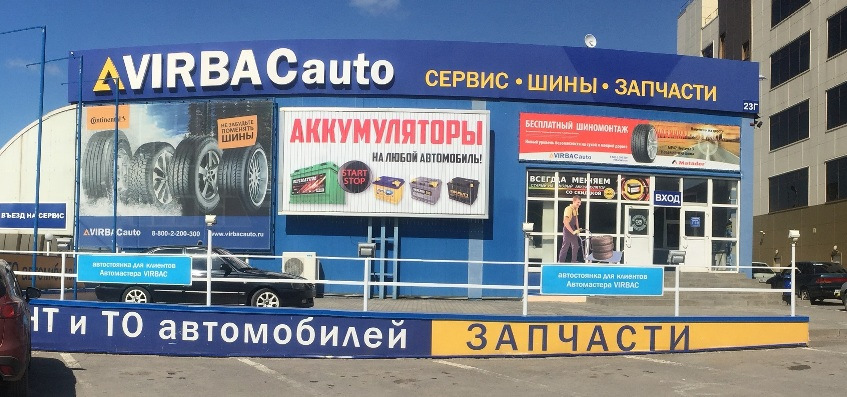 VIRBACauto
СЕРВИС • ШИНЫ • ЗАПЧАСТИ
23Г
Continental
НЕ ЗАБУДЬТЕ
ПОМЕНЯТЬ
ШИНЫ!
VIRBACauto 8-800-2-200-300 www.virbacauto.ru
АККУМУЛЯТОРЫ
НА ЛЮБОЙ АВТОМОБИЛЬ!
START
STOP
БЕСПЛАТНЫЙ ШИНОМОНТАЖ
VIRBACauto
Matador
ВСЕГДА МЕНЯЕМ
СО СКИДКОЙ
ВХОД
ВЪЕЗД НА СЕРВИС
автостоянка для клиентов
Автомастера VIRBAC
автостоянка для клиентов
Автомастера VIRBAC
НТ и ТО автомобилей
ЗАПЧАСТИ